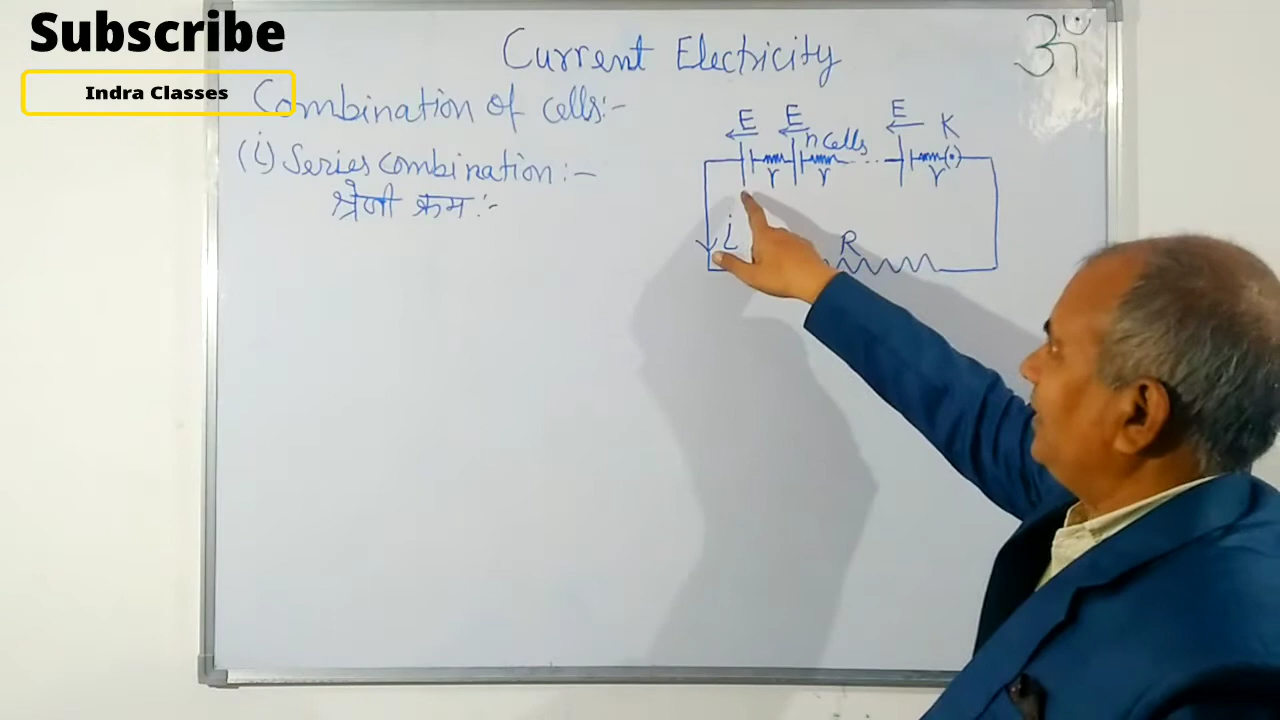 Subscribe
Indra Classes
ॐ
Current Electricity
Combination of cells:-
(i) Series combination:-
श्रेणी क्रम:-
E E E K
n cells
r r r
i R